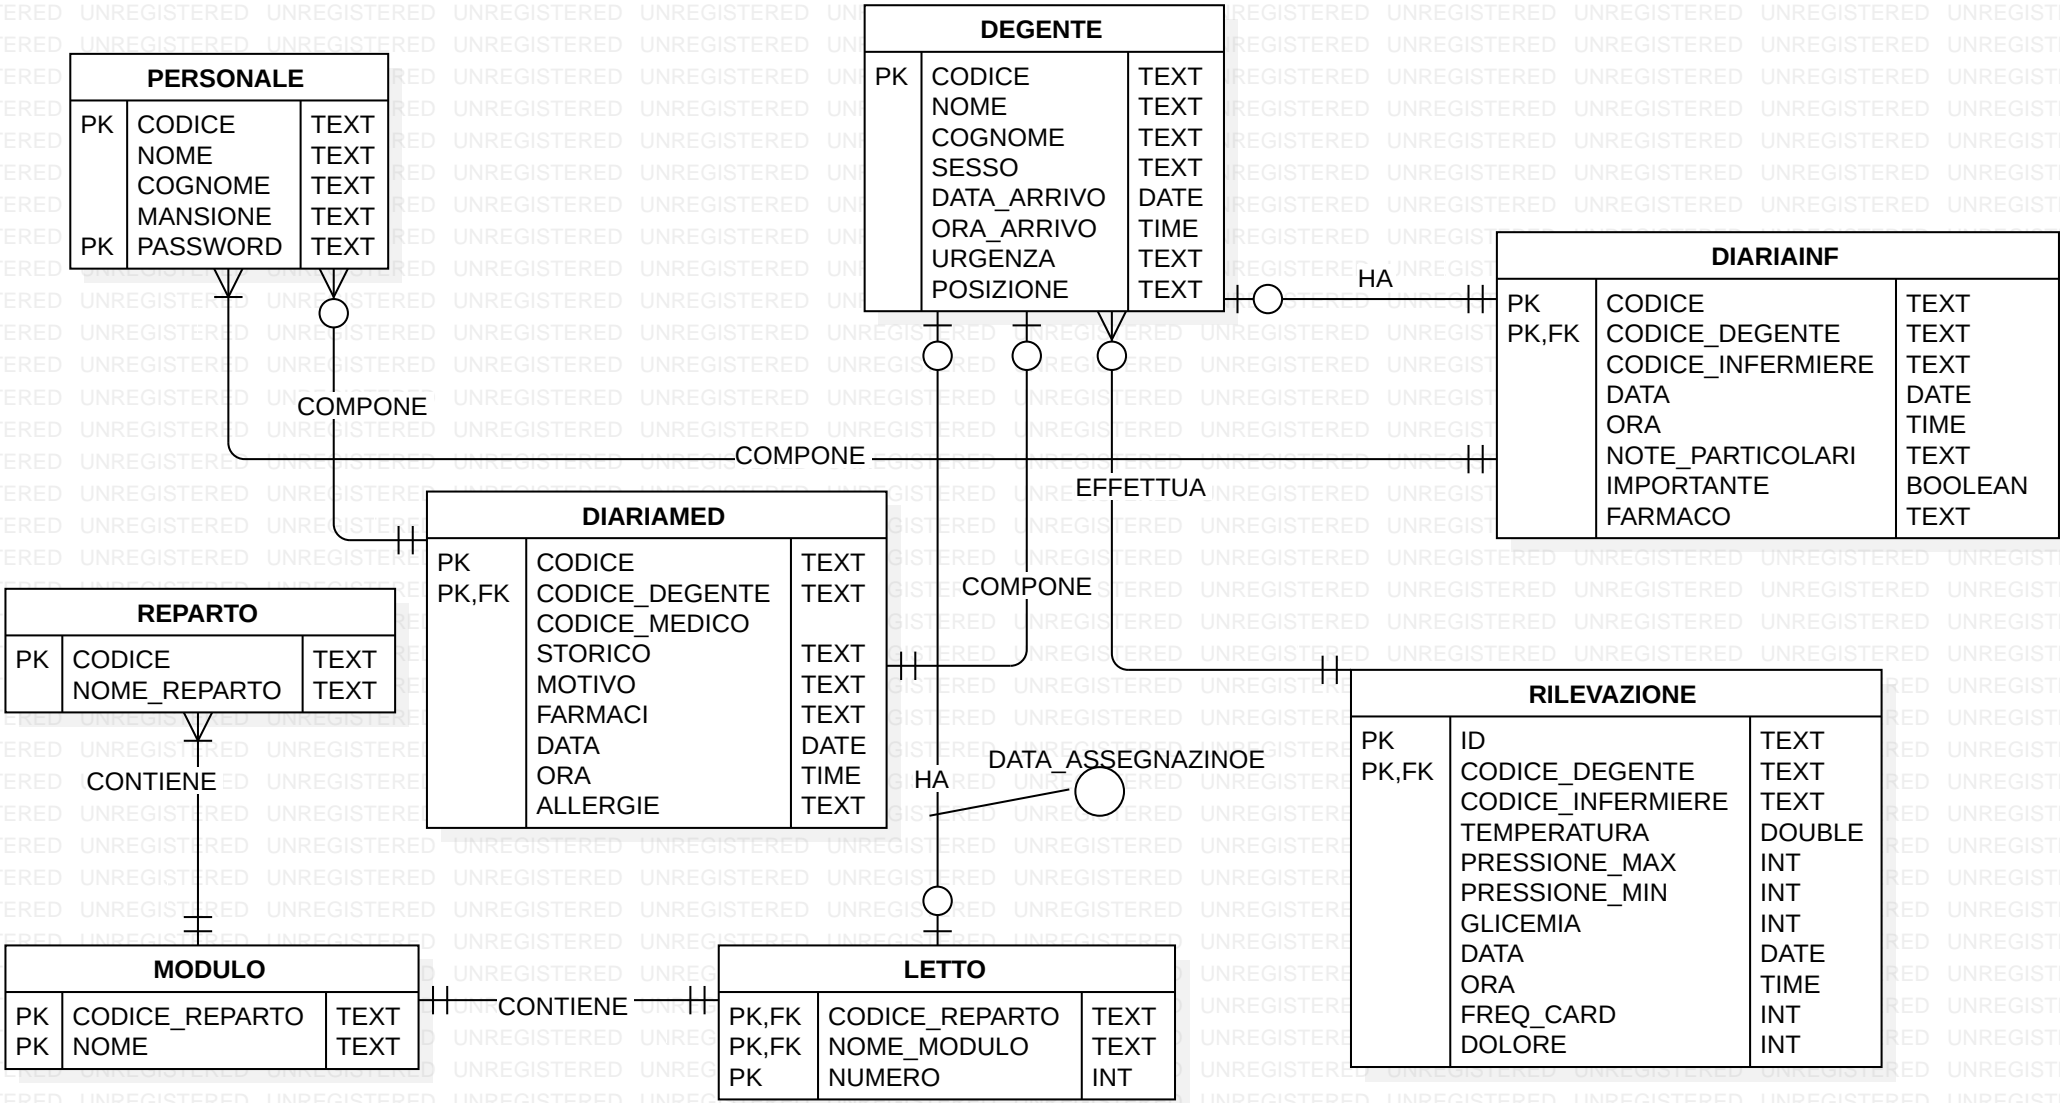 PERSONALE
PK CODICE TEXT
NOME TEXT
COGNOME TEXT
MANSIONE TEXT
PK PASSWORD TEXT
DEGENTE
PK CODICE TEXT
NOME TEXT
COGNOME TEXT
SESSO TEXT
DATA_ARRIVO DATE
ORA_ARRIVO TIME
URGENZA TEXT
POSIZIONE TEXT
HA
DIARIAINF
PK CODICE TEXT
PK,FK CODICE_DEGENTE TEXT
CODICE_INFERMIERE TEXT
DATA DATE
ORA TIME
NOTE_PARTICOLARI TEXT
IMPORTANTE BOOLEAN
FARMACO TEXT
COMPONE
COMPONE
EFFETTUA
DIARIAMED
PK CODICE TEXT
PK,FK CODICE_DEGENTE TEXT
CODICE_MEDICO
STORICO TEXT
MOTIVO TEXT
FARMACI TEXT
DATA DATE
ORA TIME
ALLERGIE TEXT
COMPONE
REPARTO
PK CODICE TEXT
NOME_REPARTO TEXT
CONTIENE
HA
DATA_ASSEGNAZINOE
RILEVAZIONE
PK ID TEXT
PK,FK CODICE_DEGENTE TEXT
CODICE_INFERMIERE TEXT
TEMPERATURA DOUBLE
PRESSIONE_MAX INT
PRESSIONE_MIN INT
GLICEMIA INT
DATA DATE
ORA TIME
FREQ_CARD INT
DOLORE INT
MODULO
PK CODICE_REPARTO TEXT
PK NOME TEXT
CONTIENE
LETTO
PK,FK CODICE_REPARTO TEXT
PK,FK NOME_MODULO TEXT
PK NUMERO INT
UNREGISTERED